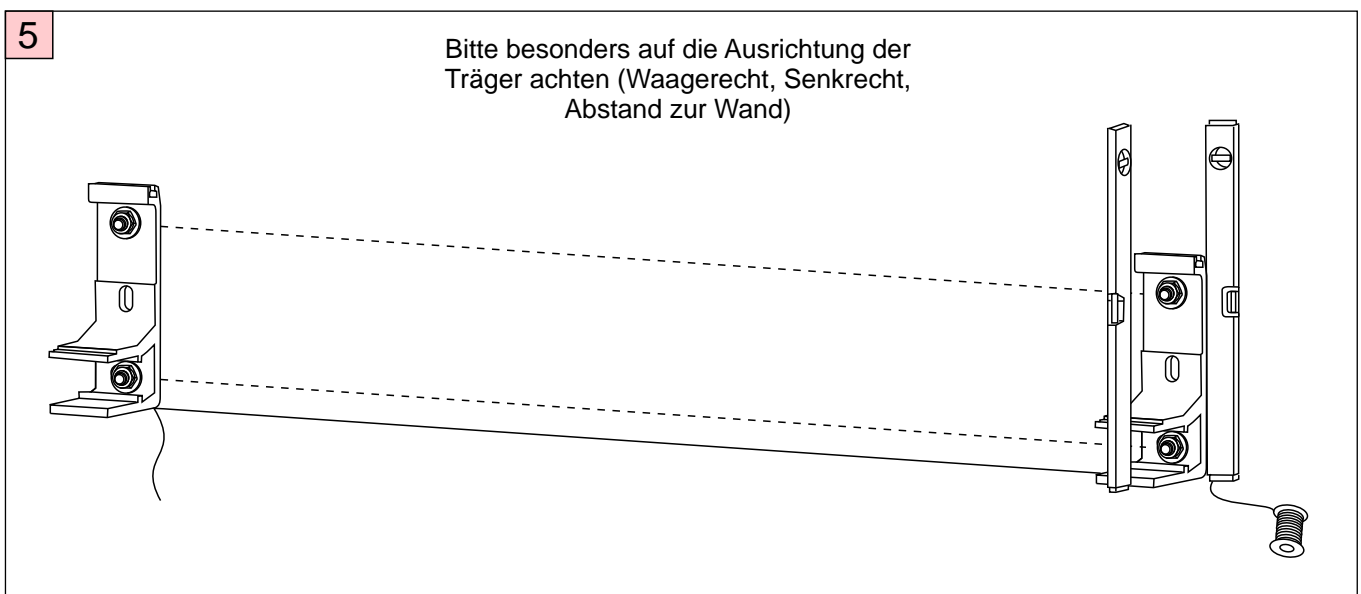 5
Bitte besonders auf die Ausrichtung der
Träger achten (Waagerecht, Senkrecht,
Abstand zur Wand)